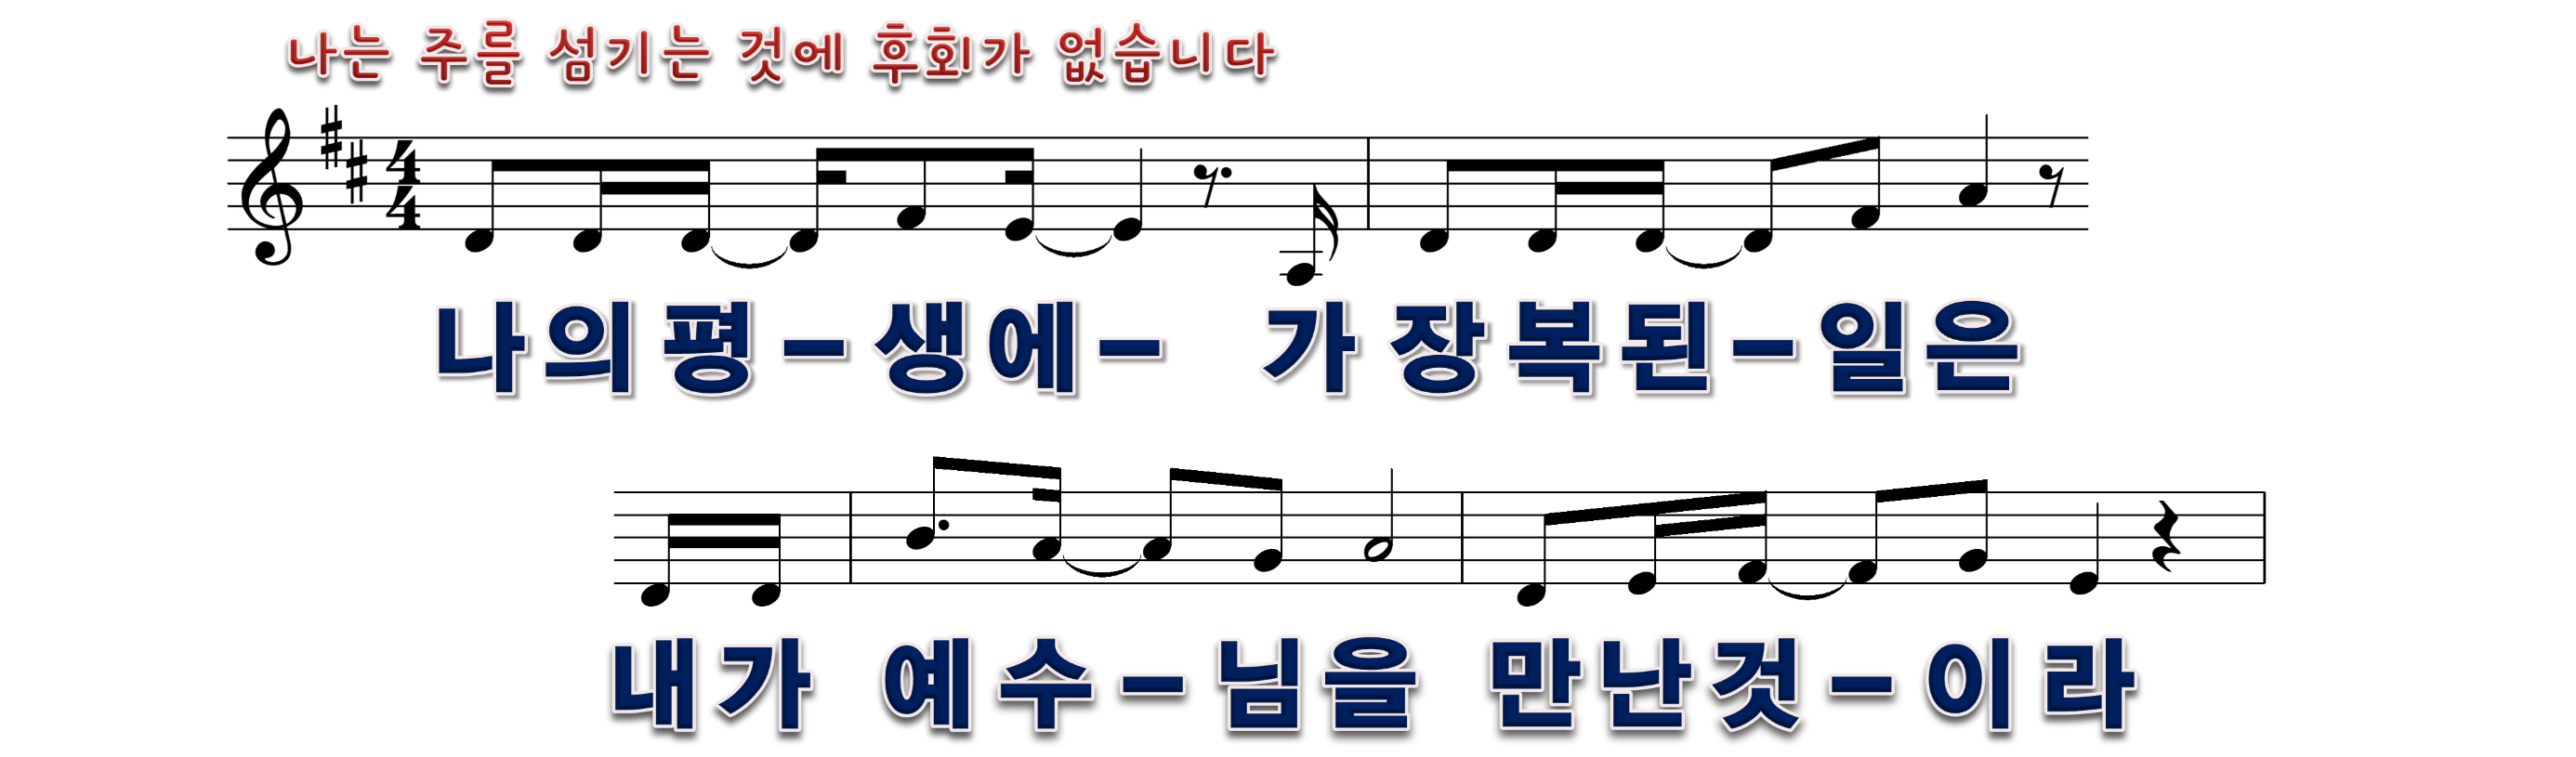 나는 주를 섬기는 것에 후회가 없습니다
4
4
나의평-생에- 가장복된-일은
내가 예수-님을 만난것-이라